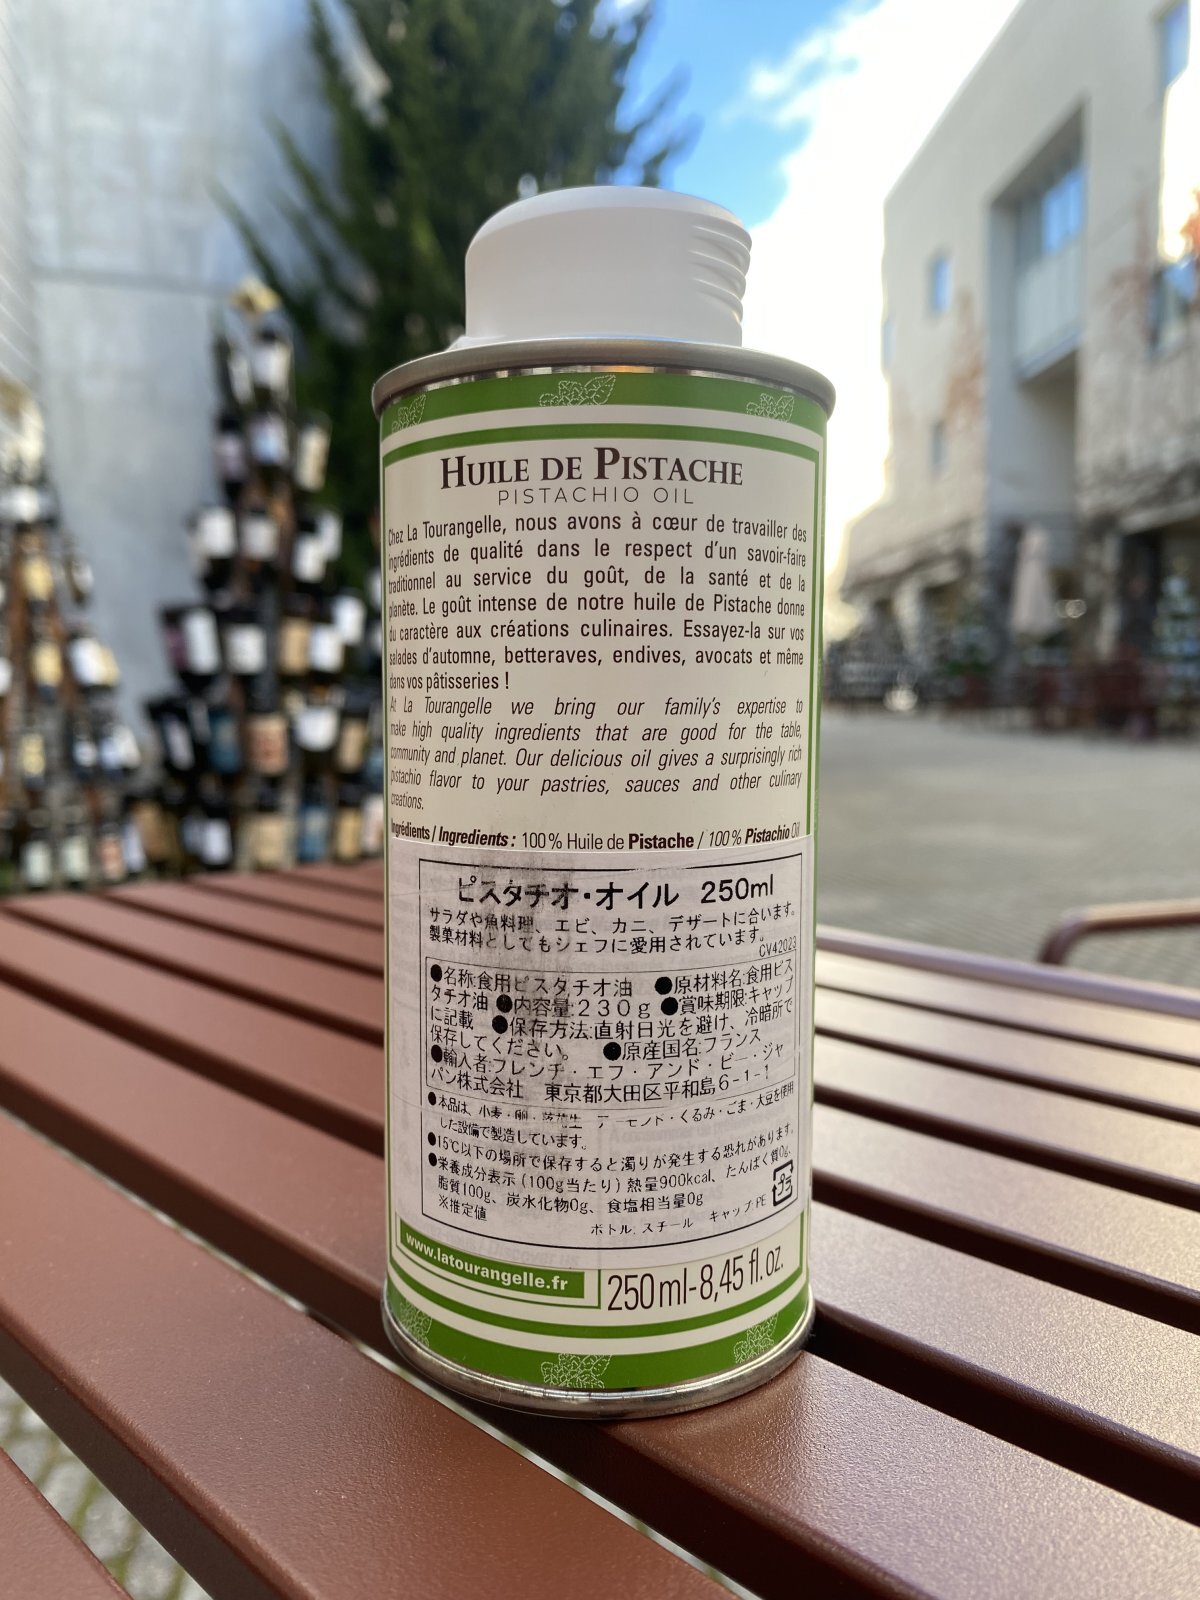 HUILE DE PISTACHE
PISTACHIO OIL
Chez La Tourangelle, nous avons à cœur de travailler des
ingrédients de qualité dans le respect d'un savoir-faire
traditionnel au service du goût, de la santé et de la
planète. Le goût intense de notre huile de Pistache donne
du caractère aux créations culinaires. Essayez-la sur vos
salades d'automne, betteraves, endives, avocats et même
dans vos pâtisseries !
At La Tourangelle we bring our family's expertise to
make high quality ingredients that are good for the table,
community and planet. Our delicious oil gives a surprisingly rich
pistachio flavor to your pastries, sauces and other culinary
creations.
Ingrédients / Ingredients : 100 % Huile de Pistache / 100 % Pistachio Oil
ピスタチオ・オイル 250ml
サラダや魚料理、エビ、カニ、デザートに合います。
製菓材料としてもシェフに愛用されています。
CV42023
●名称:食用ピスタチオ油 ●原材料名:食用ピス
タチオ油 ●内容量:230g ●賞味期限:キャップ
に記載 ●保存方法:直射日光を避け、冷暗所で
保存してください。 ●原産国名:フランス
●輸入者:フレンチ・エフ・アンド・ビー・ジャ
パン株式会社 東京都大田区平和島6-1-1
●本品は、小麦・卵・落花生・アーモンド・くるみ・ごま・大豆を使用
した設備で製造しています。
●15℃以下の場所で保存すると濁りが発生する恐れがあります。
●栄養成分表示(100g当たり)熱量900kcal、たんぱく質0g、
脂質100g、炭水化物0g、食塩相当量0g
※推定値
ボトル:スチール キャップ:PE
プラ
www.latourangelle.fr
250 ml-8,45 fl. oz.